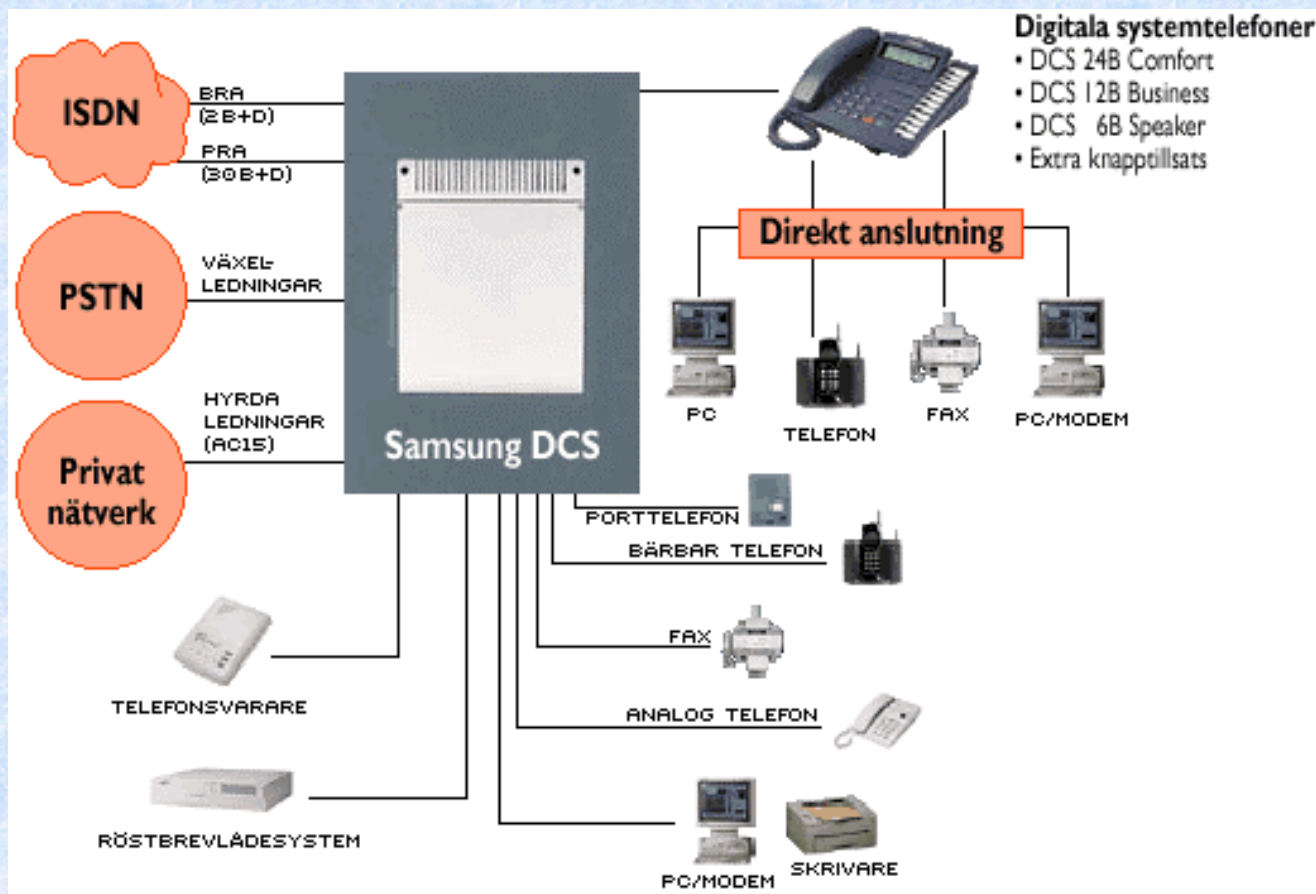 Digitala systemtelefoner
• DCS 24B Comfort
• DCS 12B Business
• DCS 6B Speaker
• Extra knapptillsats
ISDN
BRA
(2B+D)
PRA
(30B+D)
PSTN
VÄXEL-
LEDNINGAR
Privat
nätverk
HYRDA
LEDNINGAR
(AC15)
Samsung DCS
Direkt anslutning
PC
TELEFON
FAX
PC/MODEM
PORTTELEFON
BÄRBAR TELEFON
FAX
ANALOG TELEFON
TELEFONSVARARE
RÖSTBREVLÅDESYSTEM
PC/MODEM
SKRIVARE